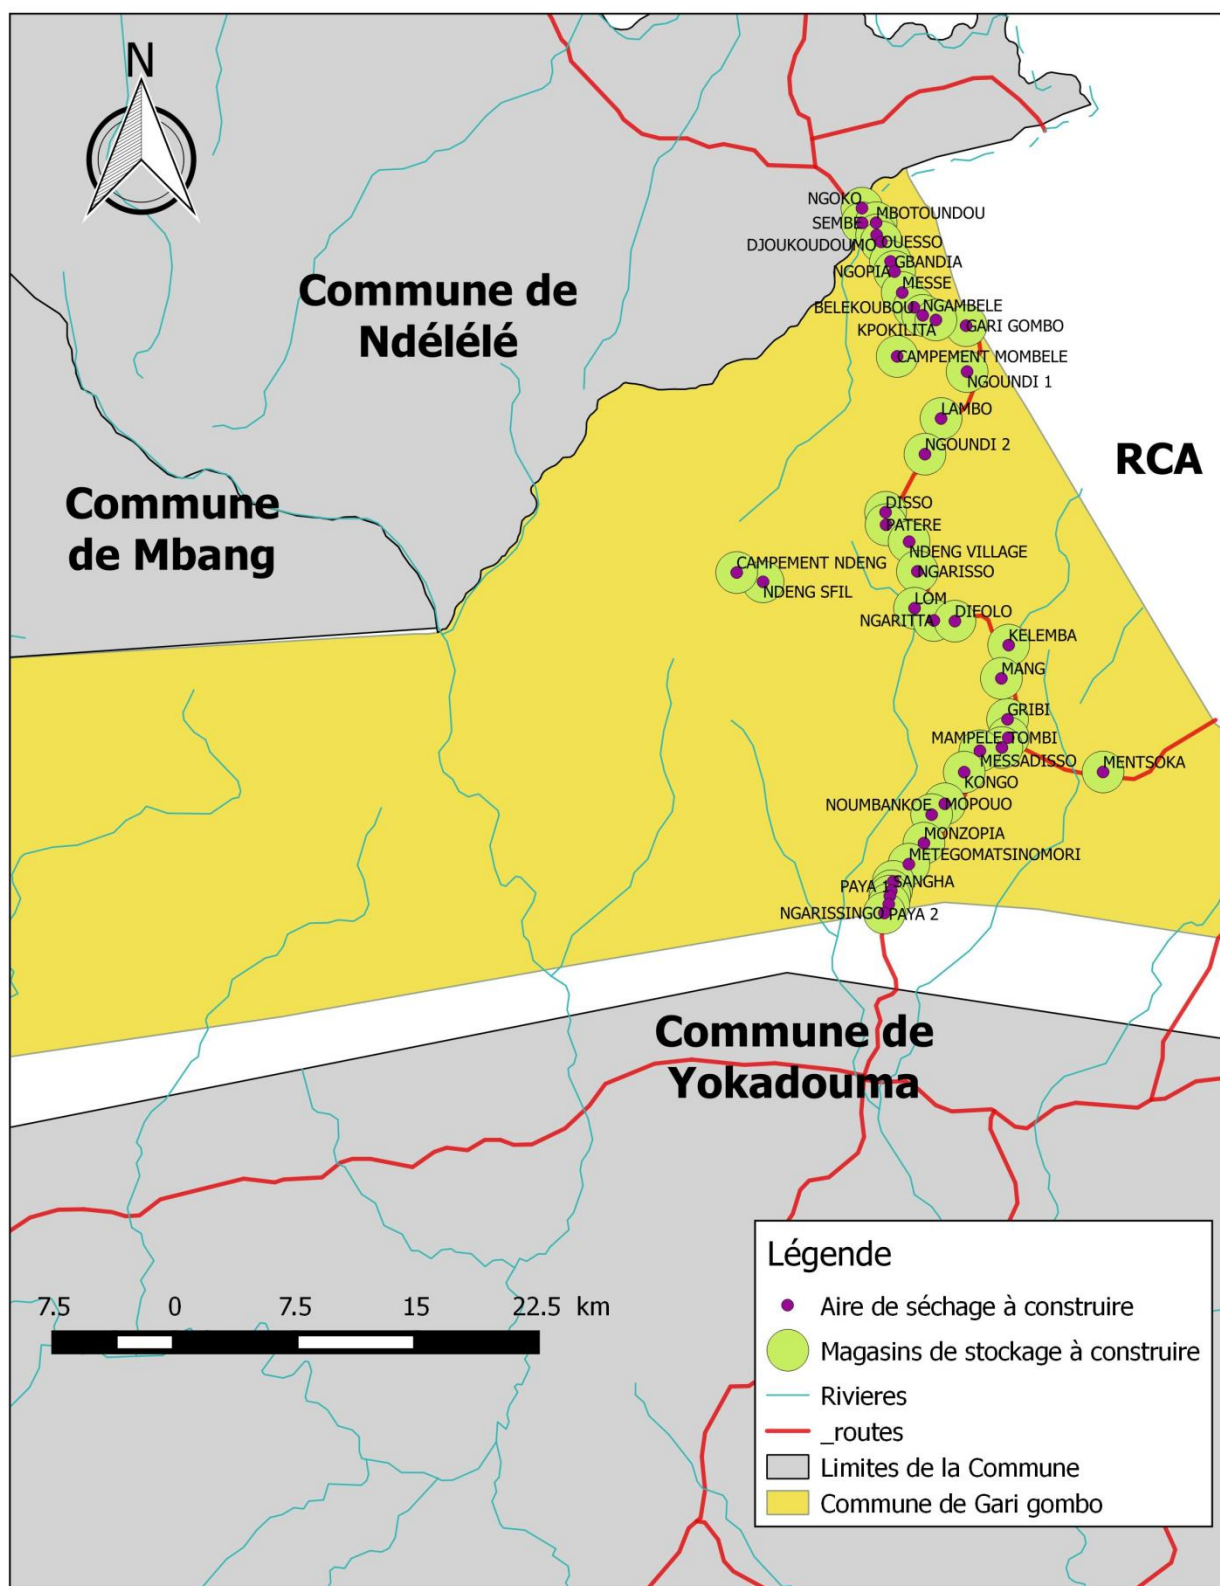 N
NGOKO
MBOTOUNDOU
SEMBE
DJOUKOUDOUMO
OUESSO
GBANDIA
NGOPIA
MESSE
BELEKOUBOU
NGAMBELE
KPOKILITA
GARI GOMBO
CAMPEMENT MOMBELE
NGOUNDI 1
Commune de
Ndélélé
LAMBO
NGOUNDI 2
RCA
Commune
de Mbang
DISSO
PATERE
NDENG VILLAGE
CAMPEMENT NDENG
NDENG SFIL
NGARISSO
LOM
NGARITTA
DIEOLO
KELEMBA
MANG
GRIBI
MAMPELE
TOMBI
MESSADISSO
MENTSOKA
KONGO
NOUMBANKOE
MOPOUO
MONZOPIA
METEGOMATSINOMORI
PAYA 1
SANGHA
NGARISSINGO
PAYA 2
Commune de
Yokadouma
7.5 0 7.5 15 22.5 km
Légende
Aire de séchage à construire
Magasins de stockage à construire
Rivieres
_routes
Limites de la Commune
Commune de Gari gombo